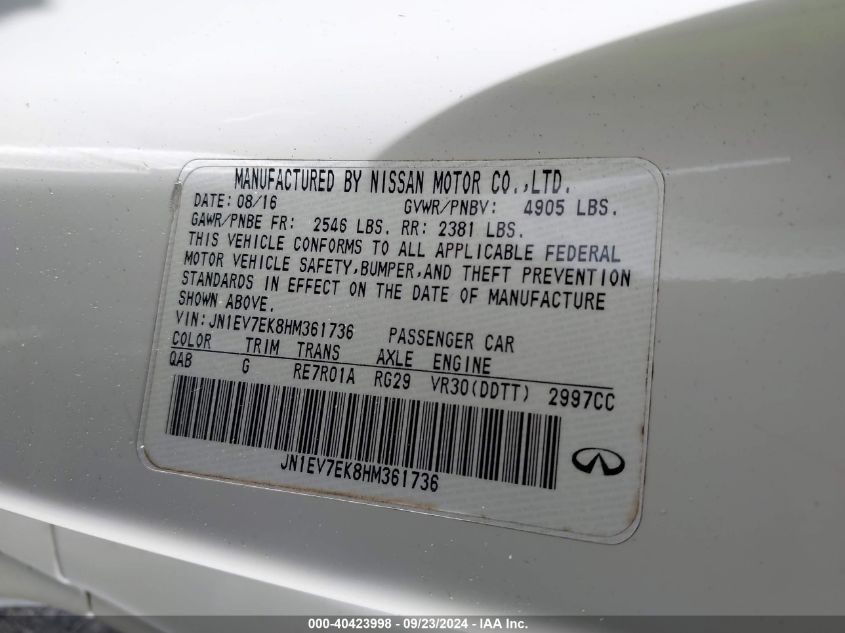 MANUFACTURED BY NISSAN MOTOR CO.,LTD.
DATE: 08/16 GVWR/PNBV: 4905 LBS.
GAWR/PNBE FR: 2546 LBS. RR: 2381 LBS.
THIS VEHICLE CONFORMS TO ALL APPLICABLE FEDERAL
MOTOR VEHICLE SAFETY,BUMPER,AND THEFT PREVENTION
STANDARDS IN EFFECT ON THE DATE OF MANUFACTURE
SHOWN ABOVE.
VIN:JN1EV7EK8HM361736 PASSENGER CAR
COLOR TRIM TRANS AXLE ENGINE
QAB G RE7R01A RG29 VR30(DDTT) 2997CC
JN1EV7EK8HM361736
000-40423998 - 09/23/2024 - IAA Inc.